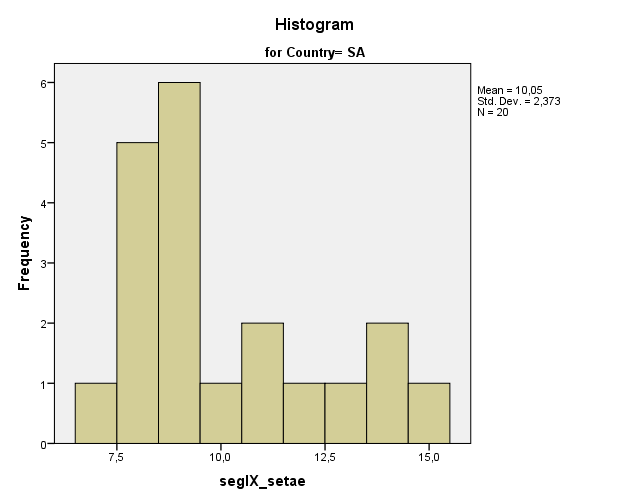 Histogram
for Country= SA
Mean = 10,05
Std. Dev. = 2,373
N = 20
6
5
4
3
2
1
0
Frequency
7,5 10,0 12,5 15,0
segIX_setae